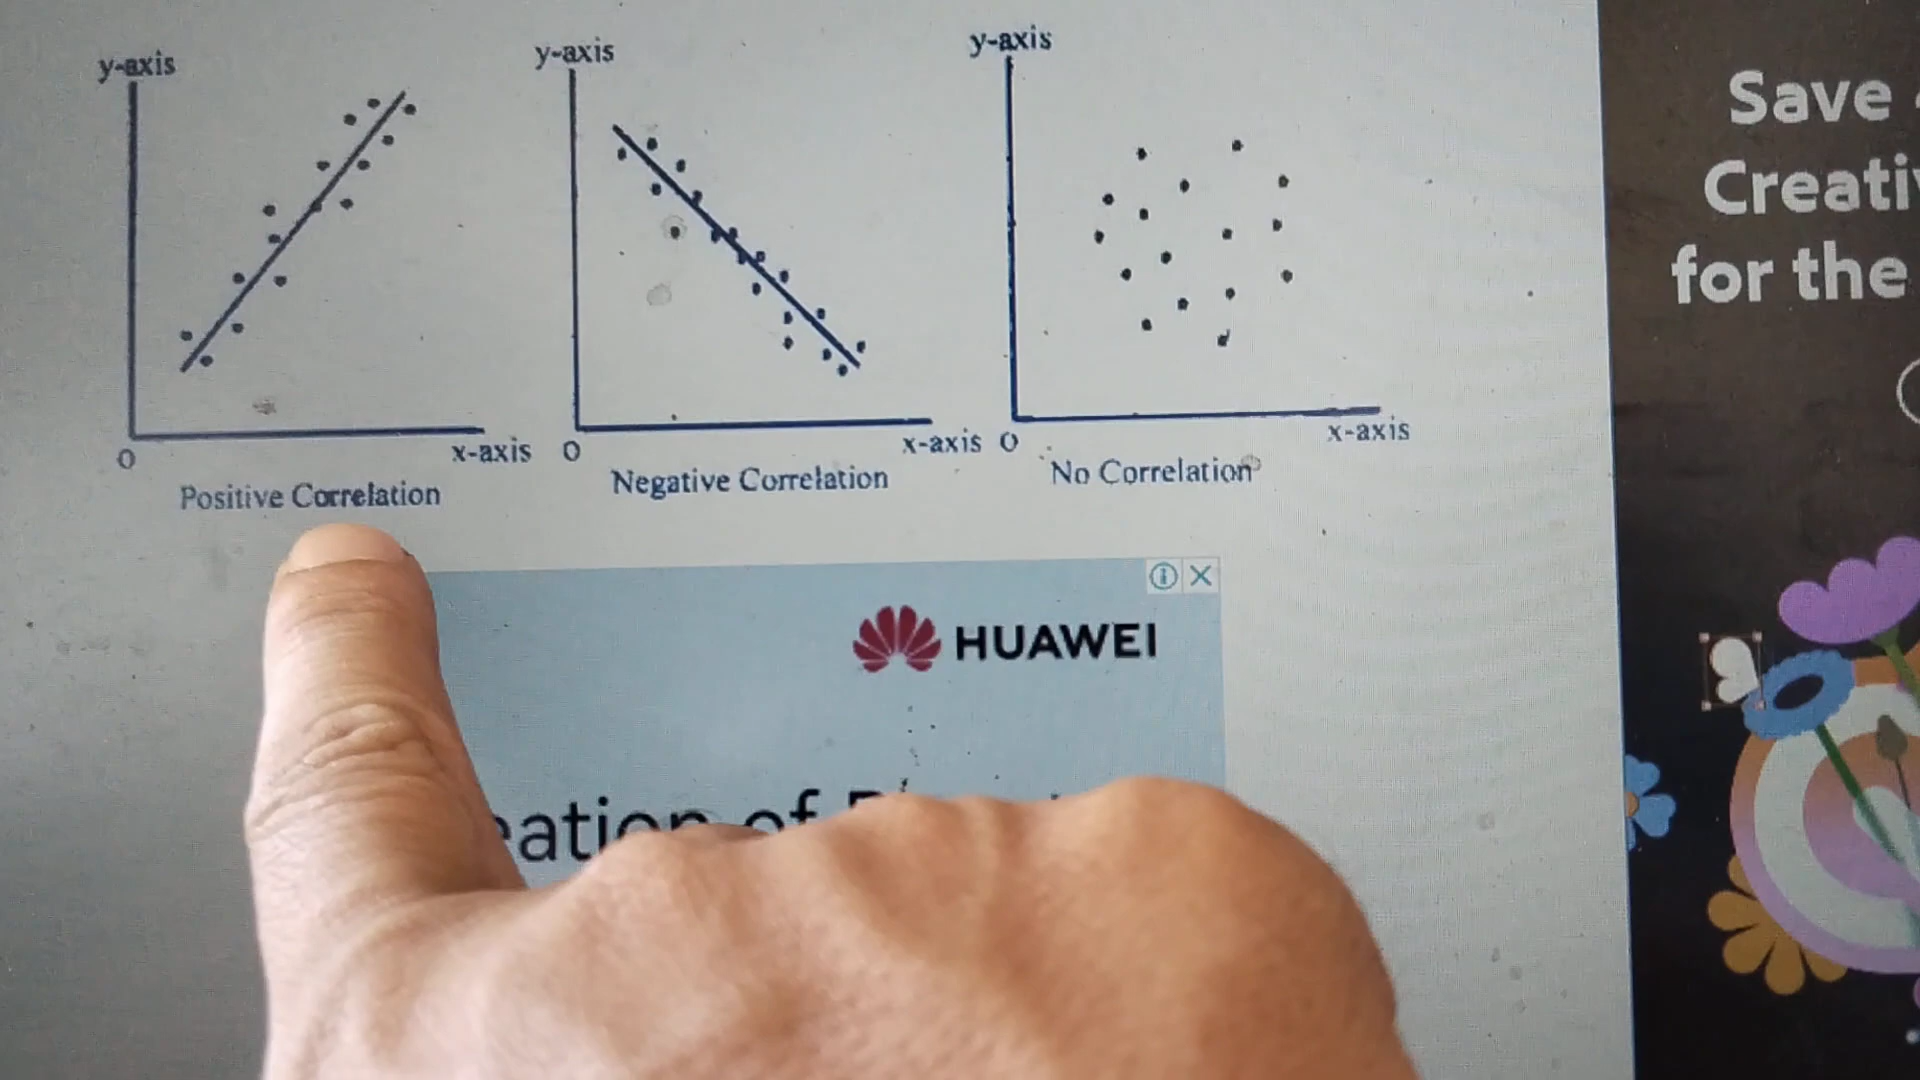 y-axis
y-axis
y-axis
0
x-axis
0
x-axis
0
x-axis
Positive Correlation
Negative Correlation
No Correlation
HUAWEI
of
Save
for the